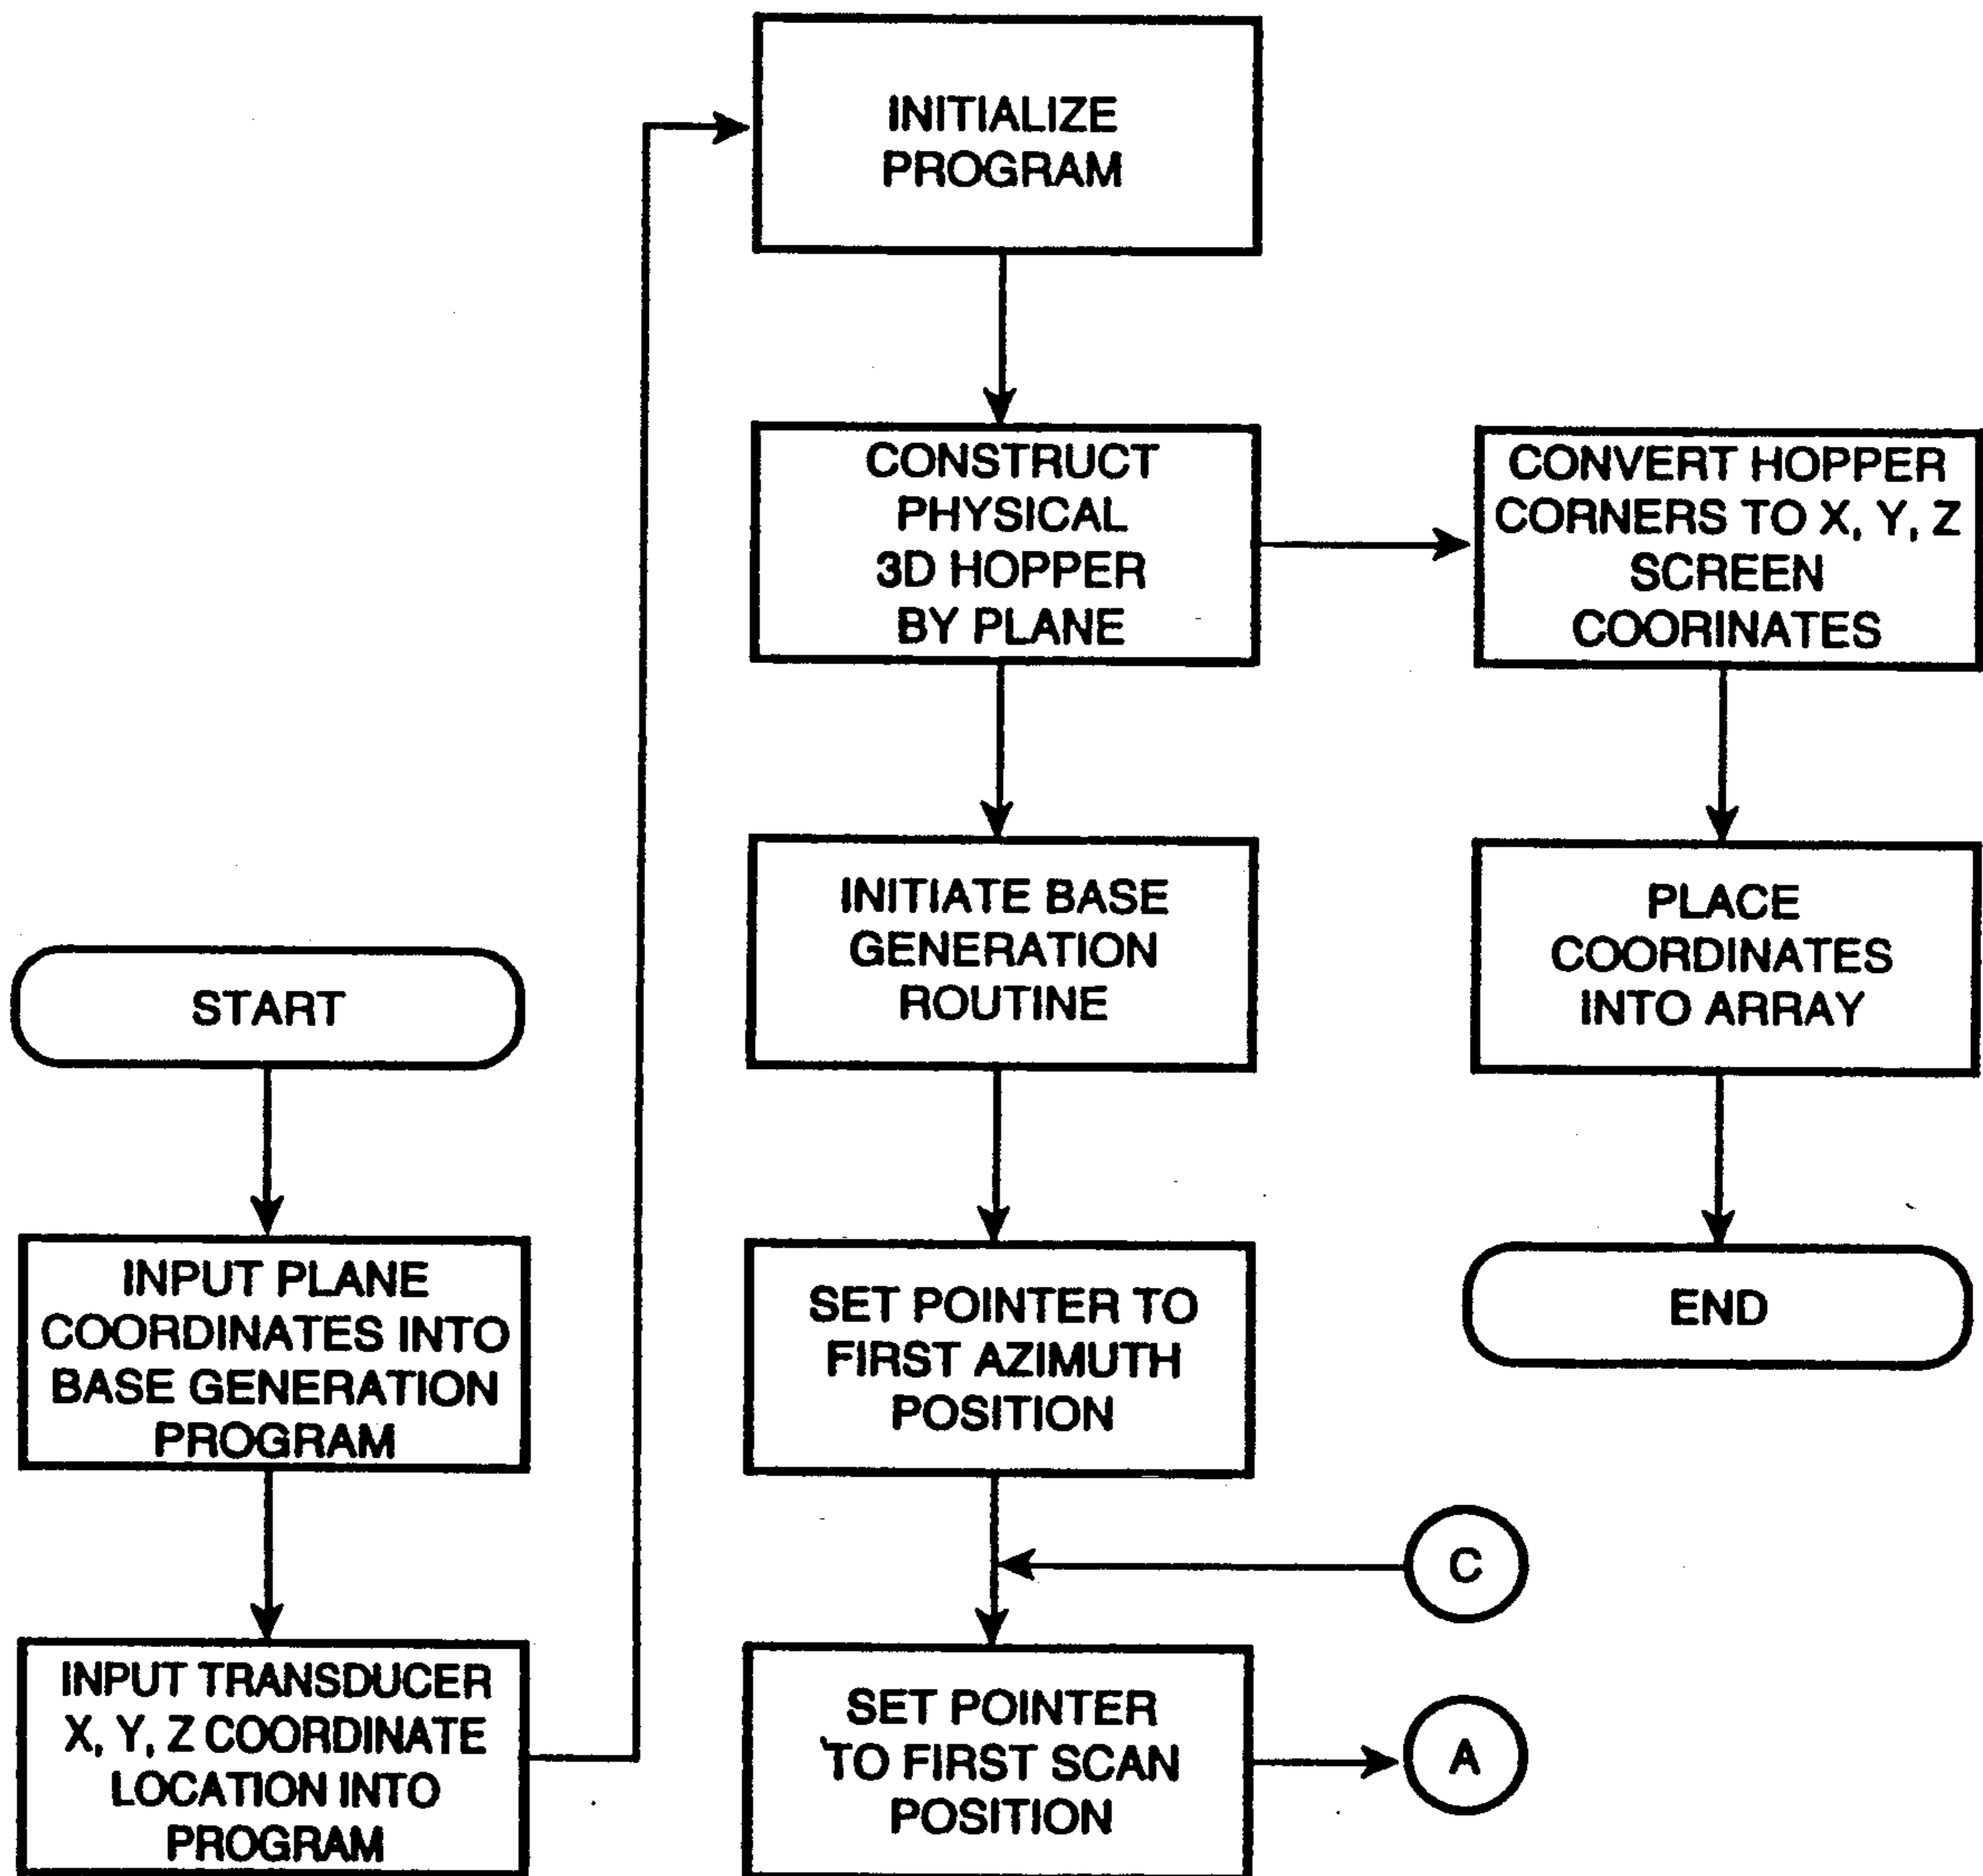 START
INPUT PLANE
COORDINATES INTO
BASE GENERATION
PROGRAM
INPUT TRANSDUCER
X, Y, Z COORDINATE
LOCATION INTO
PROGRAM
INITIALIZE
PROGRAM
CONSTRUCT
PHYSICAL
3D HOPPER
BY PLANE
INITIATE BASE
GENERATION
ROUTINE
SET POINTER TO
FIRST AZIMUTH
POSITION
C
SET POINTER
TO FIRST SCAN
POSITION
A
CONVERT HOPPER
CORNERS TO X, Y, Z
SCREEN
COORINATES
PLACE
COORDINATES
INTO ARRAY
END